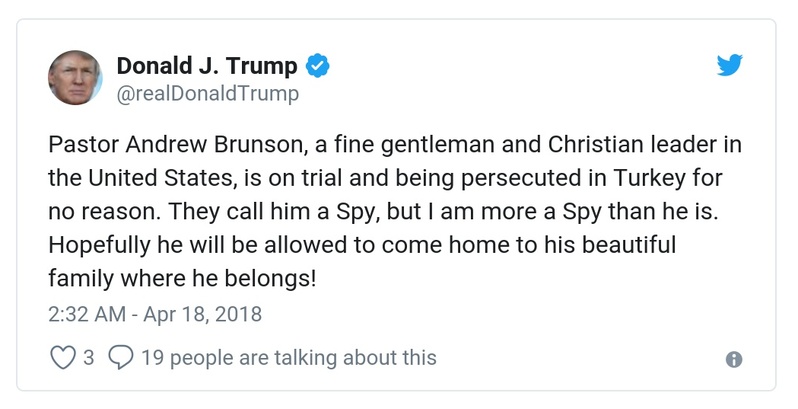 Donald J. Trump
@realDonaldTrump
Pastor Andrew Brunson, a fine gentleman and Christian leader in
the United States, is on trial and being persecuted in Turkey for
no reason. They call him a Spy, but I am more a Spy than he is.
Hopefully he will be allowed to come home to his beautiful
family where he belongs!
2:32 AM - Apr 18, 2018
3 19 people are talking about this